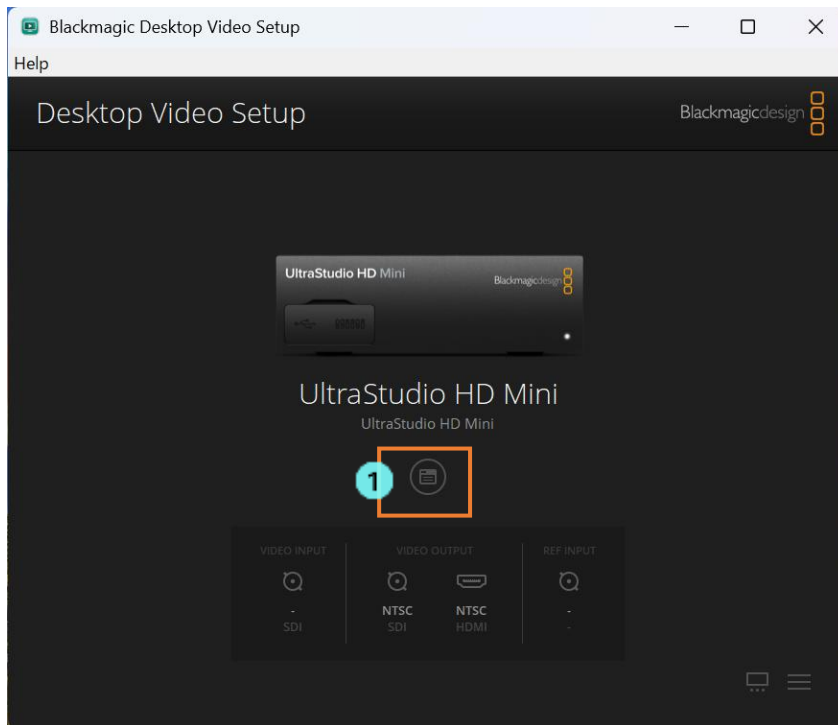 Blackmagic Desktop Video Setup
Help
Desktop Video Setup
Blackmagicdesign
UltraStudio HD Mini
Blackmagicdesign
UltraStudio HD Mini
UltraStudio HD Mini
1
VIDEO INPUT VIDEO OUTPUT REF INPUT
- NTSC NTSC -
SDI SDI HDMI -